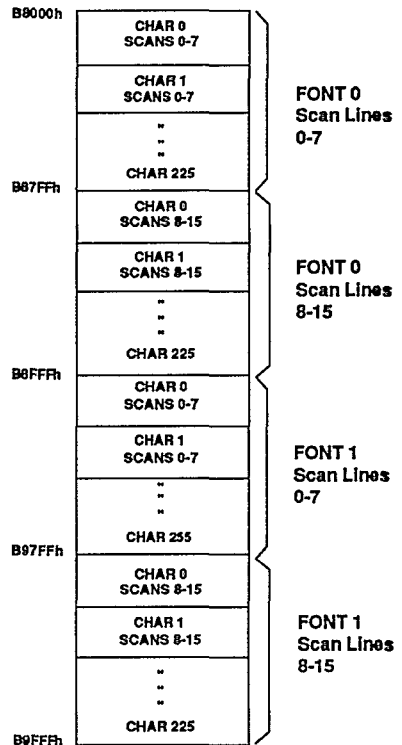 B8000h
CHAR 0
SCANS 0-7
CHAR 1
SCANS 0-7
"
"
"
CHAR 225
FONT 0
Scan Lines
0-7
B87FFh
CHAR 0
SCANS 8-15
CHAR 1
SCANS 8-15
"
"
"
CHAR 225
FONT 0
Scan Lines
8-15
B8FFFh
CHAR 0
SCANS 0-7
CHAR 1
SCANS 0-7
"
"
"
CHAR 255
FONT 1
Scan Lines
0-7
B97FFh
CHAR 0
SCANS 8-15
CHAR 1
SCANS 8-15
"
"
"
CHAR 225
FONT 1
Scan Lines
8-15
B9FFFh